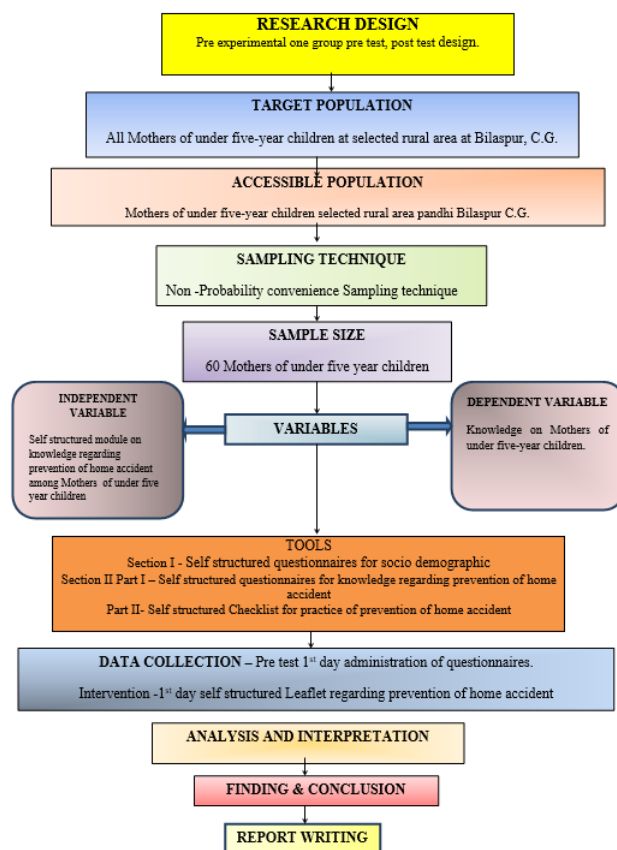 RESEARCH DESIGN
Pre experimental one group pre test, post test design.
TARGET POPULATION
All Mothers of under five-year children at selected rural area at Bilaspur, C.G.
ACCESSIBLE POPULATION
Mothers of under five-year children selected rural area pandhi Bilaspur C.G.
SAMPLING TECHNIQUE
Non -Probability convenience Sampling technique
SAMPLE SIZE
60 Mothers of under five year children
INDEPENDENT
VARIABLE
Self structured module on
knowledge regarding
prevention of home accident
among Mothers of under five
year children
VARIABLES
DEPENDENT VARIABLE
Knowledge on Mothers of
under five-year children.
TOOLS
Section I - Self structured questionnaires for socio demographic
Section II Part I – Self structured questionnaires for knowledge regarding prevention of home
accident
Part II- Self structured Checklist for practice of prevention of home accident
DATA COLLECTION – Pre test 1st day administration of questionnaires.
Intervention -1st day self structured Leaflet regarding prevention of home accident
ANALYSIS AND INTERPRETATION
FINDING & CONCLUSION
REPORT WRITING